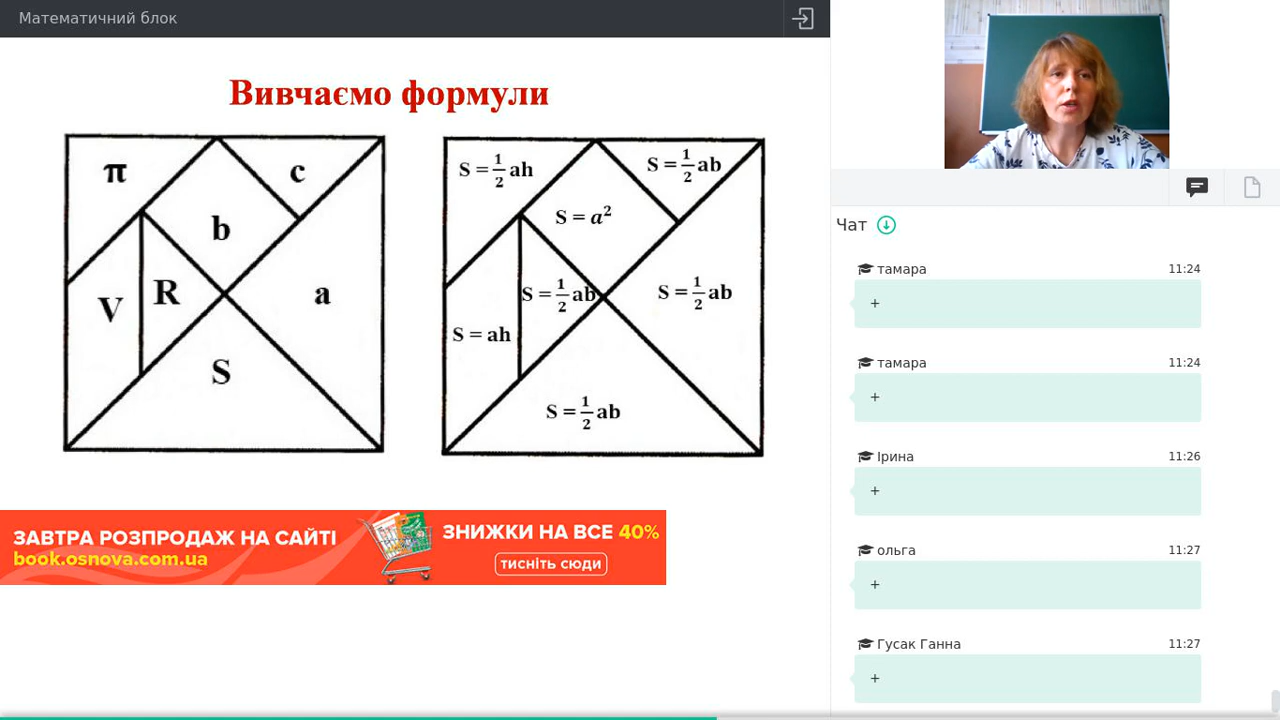 Математичний блок
Вивчаємо формули
π
c
b
V
R
a
S
S = 1/2 ah
S = 1/2 ab
S = a²
S = 1/2 ab
S = 1/2 ab
S = ah
S = 1/2 ab
ЗАВТРА РОЗПРОДАЖ НА САЙТІ
book.osnova.com.ua
ЗНИЖКИ НА ВСЕ 40%
тисніть сюди
Чат
тамара 11:24
+
тамара 11:24
+
Ірина 11:26
+
ольга 11:27
+
Гусак Ганна 11:27
+